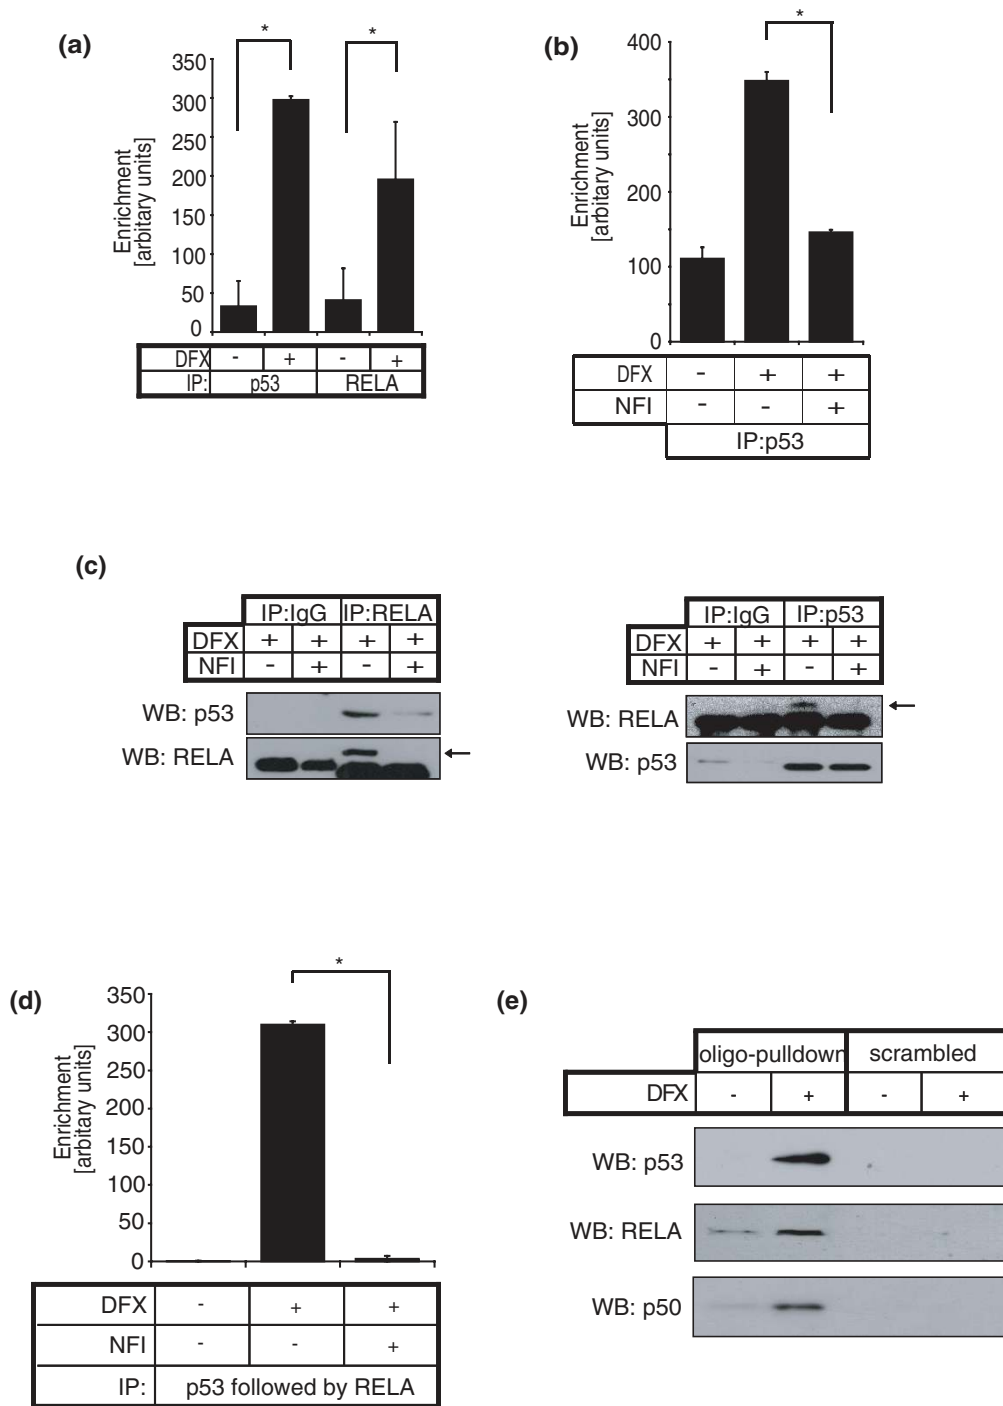 (a)
* *
Enrichment
[arbitary units]
350
300
250
200
150
100
50
0
DFX - + - +
IP: p53 RELA
(b)
*
Enrichment
[arbitary units]
400
300
200
150
100
0
DFX - + +
NFI - - +
IP:p53
(c)
IP:IgG IP:RELA
DFX + + + +
NFI - + - +
WB: p53
WB: RELA
IP:IgG IP:p53
DFX + + + +
NFI - + - +
WB: RELA
WB: p53
(d)
*
Enrichment
[arbitary units]
350
300
250
200
150
100
50
0
DFX - + +
NFI - - +
IP: p53 followed by RELA
(e)
oligo-pulldown scrambled
DFX - + - +
WB: p53
WB: RELA
WB: p50